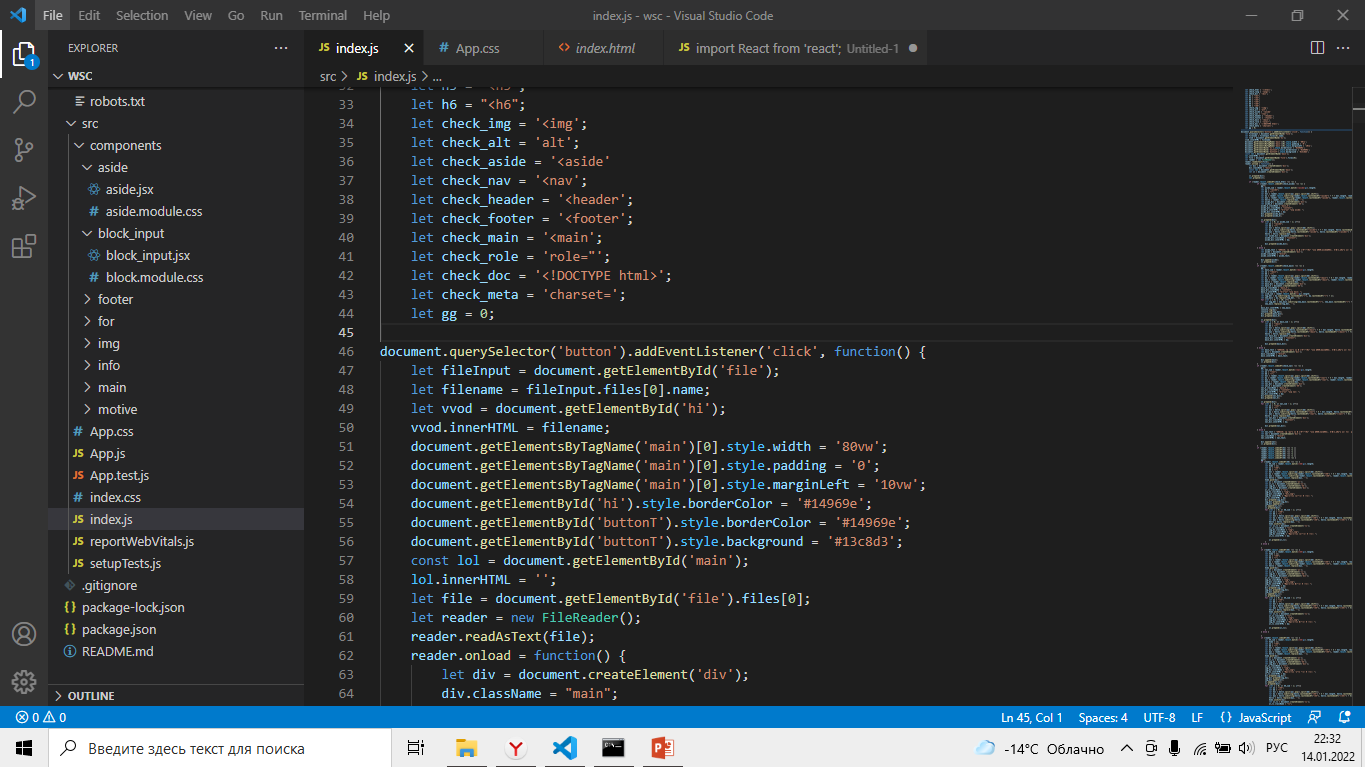 File Edit Selection View Go Run Terminal Help
index.js - wsc - Visual Studio Code
EXPLORER
WSC
robots.txt
src
components
aside
aside.jsx
# aside.module.css
block_input
block_input.jsx
# block.module.css
footer
for
img
info
main
motive
# App.css
JS App.js
JS App.test.js
# index.css
JS index.js
JS reportWebVitals.js
JS setupTests.js
.gitignore
{} package-lock.json
{} package.json
README.md
OUTLINE
1
JS index.js
# App.css
<> index.html
JS import React from 'react'; Untitled-1
src > JS index.js > ...
32
33 let h6 = "<h6";
34 let check_img = '<img';
35 let check_alt = 'alt';
36 let check_aside = '<aside'
37 let check_nav = '<nav';
38 let check_header = '<header';
39 let check_footer = '<footer';
40 let check_main = '<main';
41 let check_role = 'role="';
42 let check_doc = '<!DOCTYPE html>';
43 let check_meta = 'charset=';
44 let gg = 0;
45
46 document.querySelector('button').addEventListener('click', function() {
47 let fileInput = document.getElementById('file');
48 let filename = fileInput.files[0].name;
49 let vvod = document.getElementById('hi');
50 vvod.innerHTML = filename;
51 document.getElementsByTagName('main')[0].style.width = '80vw';
52 document.getElementsByTagName('main')[0].style.padding = '0';
53 document.getElementsByTagName('main')[0].style.marginLeft = '10vw';
54 document.getElementById('hi').style.borderColor = '#14969e';
55 document.getElementById('buttonT').style.borderColor = '#14969e';
56 document.getElementById('buttonT').style.background = '#13c8d3';
57 const lol = document.getElementById('main');
58 lol.innerHTML = '';
59 let file = document.getElementById('file').files[0];
60 let reader = new FileReader();
61 reader.readAsText(file);
62 reader.onload = function() {
63 let div = document.createElement('div');
64 div.className = "main";
0 0
Ln 45, Col 1 Spaces: 4 UTF-8 LF {} JavaScript
Введите здесь текст для поиска
-14°C Облачно
РУС
22:32
14.01.2022